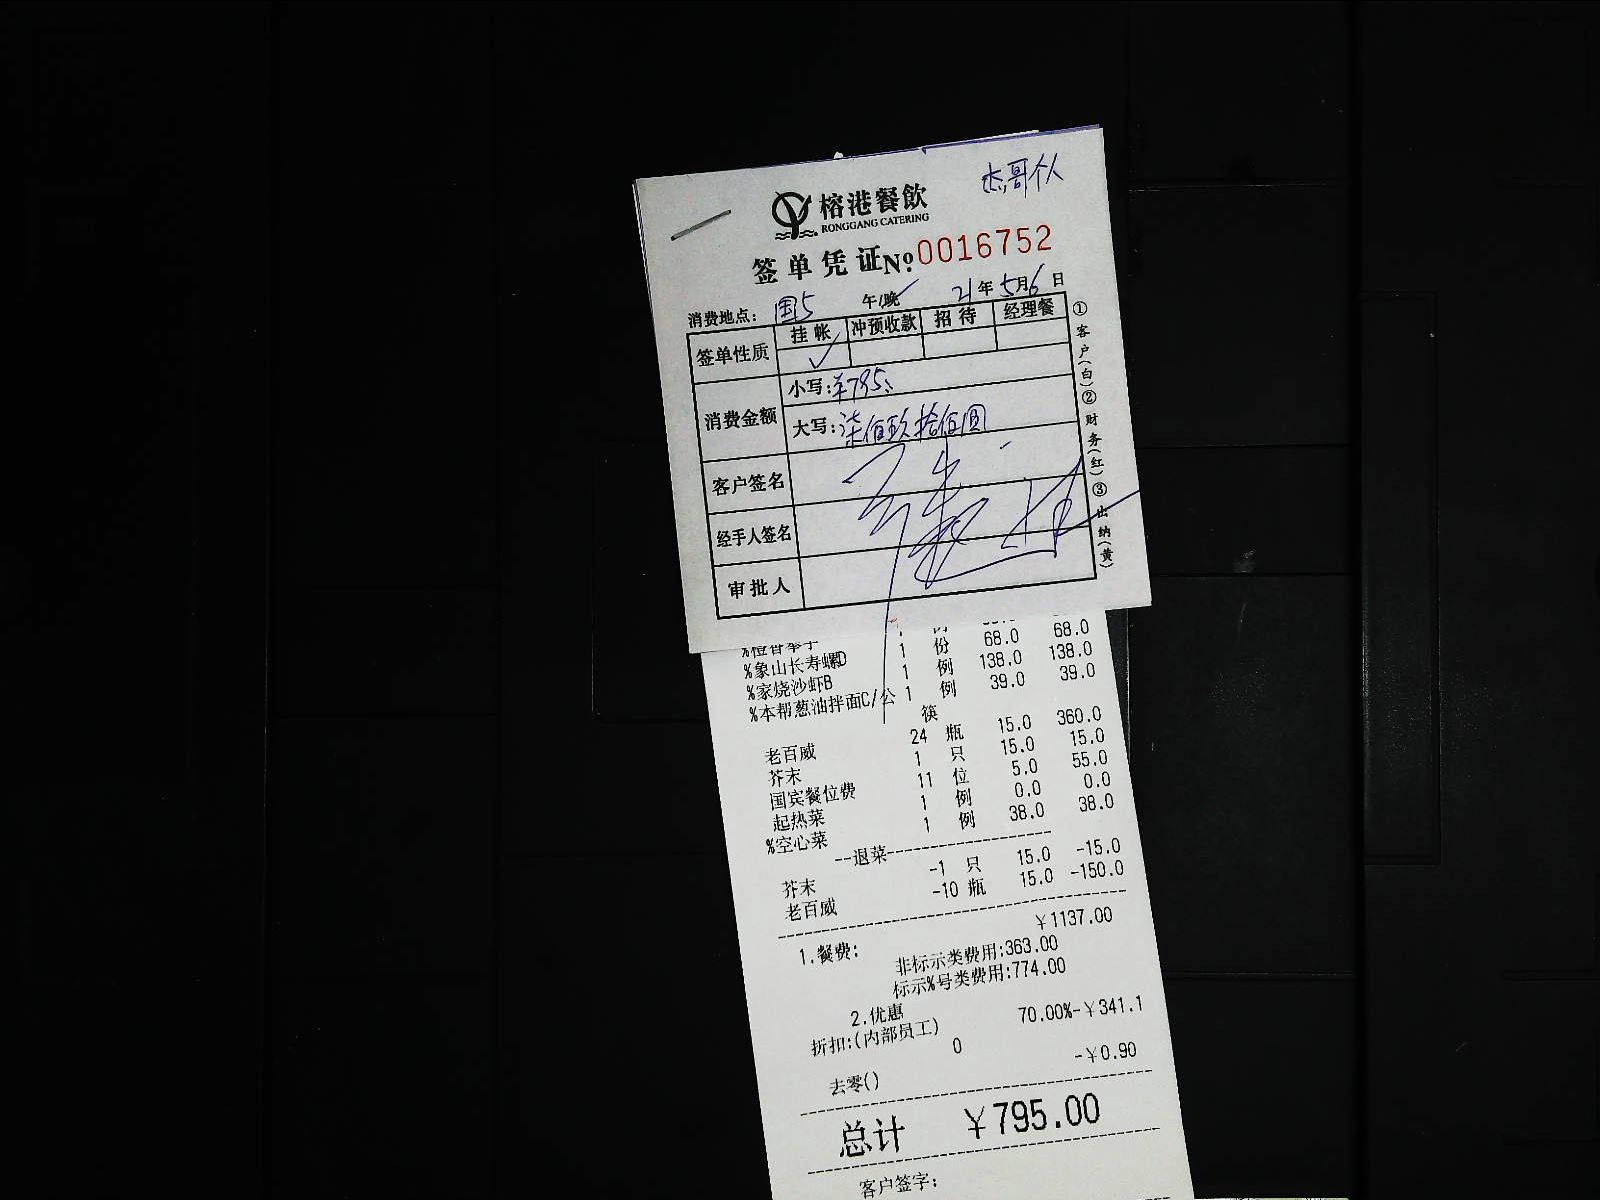 杰哥个人
榕港餐飲
RONGGANG CATERING
签单凭证 No. 0016752
消费地点: 国5 午/晚✓ 21年5月6日
签单性质 挂帐 冲预收款 招待 经理餐
✓
消费金额 小写:¥795.
大写:柒佰玖拾伍圆
客户签名
经手人签名
审批人
①客户(白)②财务(红)③出纳(黄)
1 份 68.0 68.0
%象山长寿螺D 1 例 138.0 138.0
%家烧沙虾B 1 例 39.0 39.0
%本帮葱油拌面C/公
筷
老百威 24 瓶 15.0 360.0
芥末 1 只 15.0 15.0
国宾餐位费 11 位 5.0 55.0
起热菜 1 例 0.0 0.0
%空心菜 1 例 38.0 38.0
--退菜---
芥末 -1 只 15.0 -15.0
老百威 -10 瓶 15.0 -150.0
1.餐费: ¥1137.00
非标示类费用:363.00
标示%号类费用:774.00
2.优惠
折扣:(内部员工) 70.00%-¥341.1
0
去零() -¥0.90
总计 ¥795.00
客户签字: